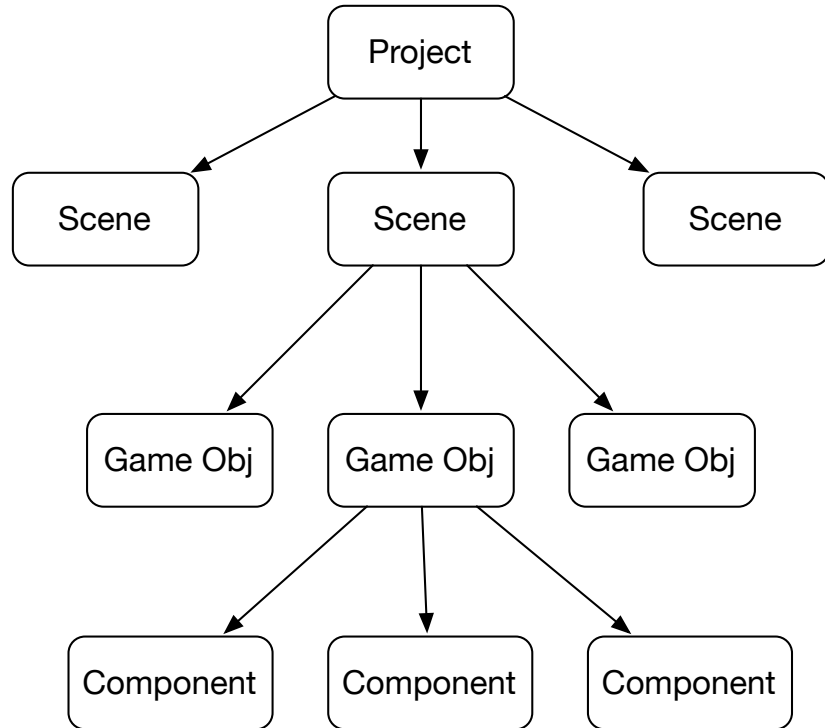 Project
Scene
Scene
Scene
Game Obj
Game Obj
Game Obj
Component
Component
Component